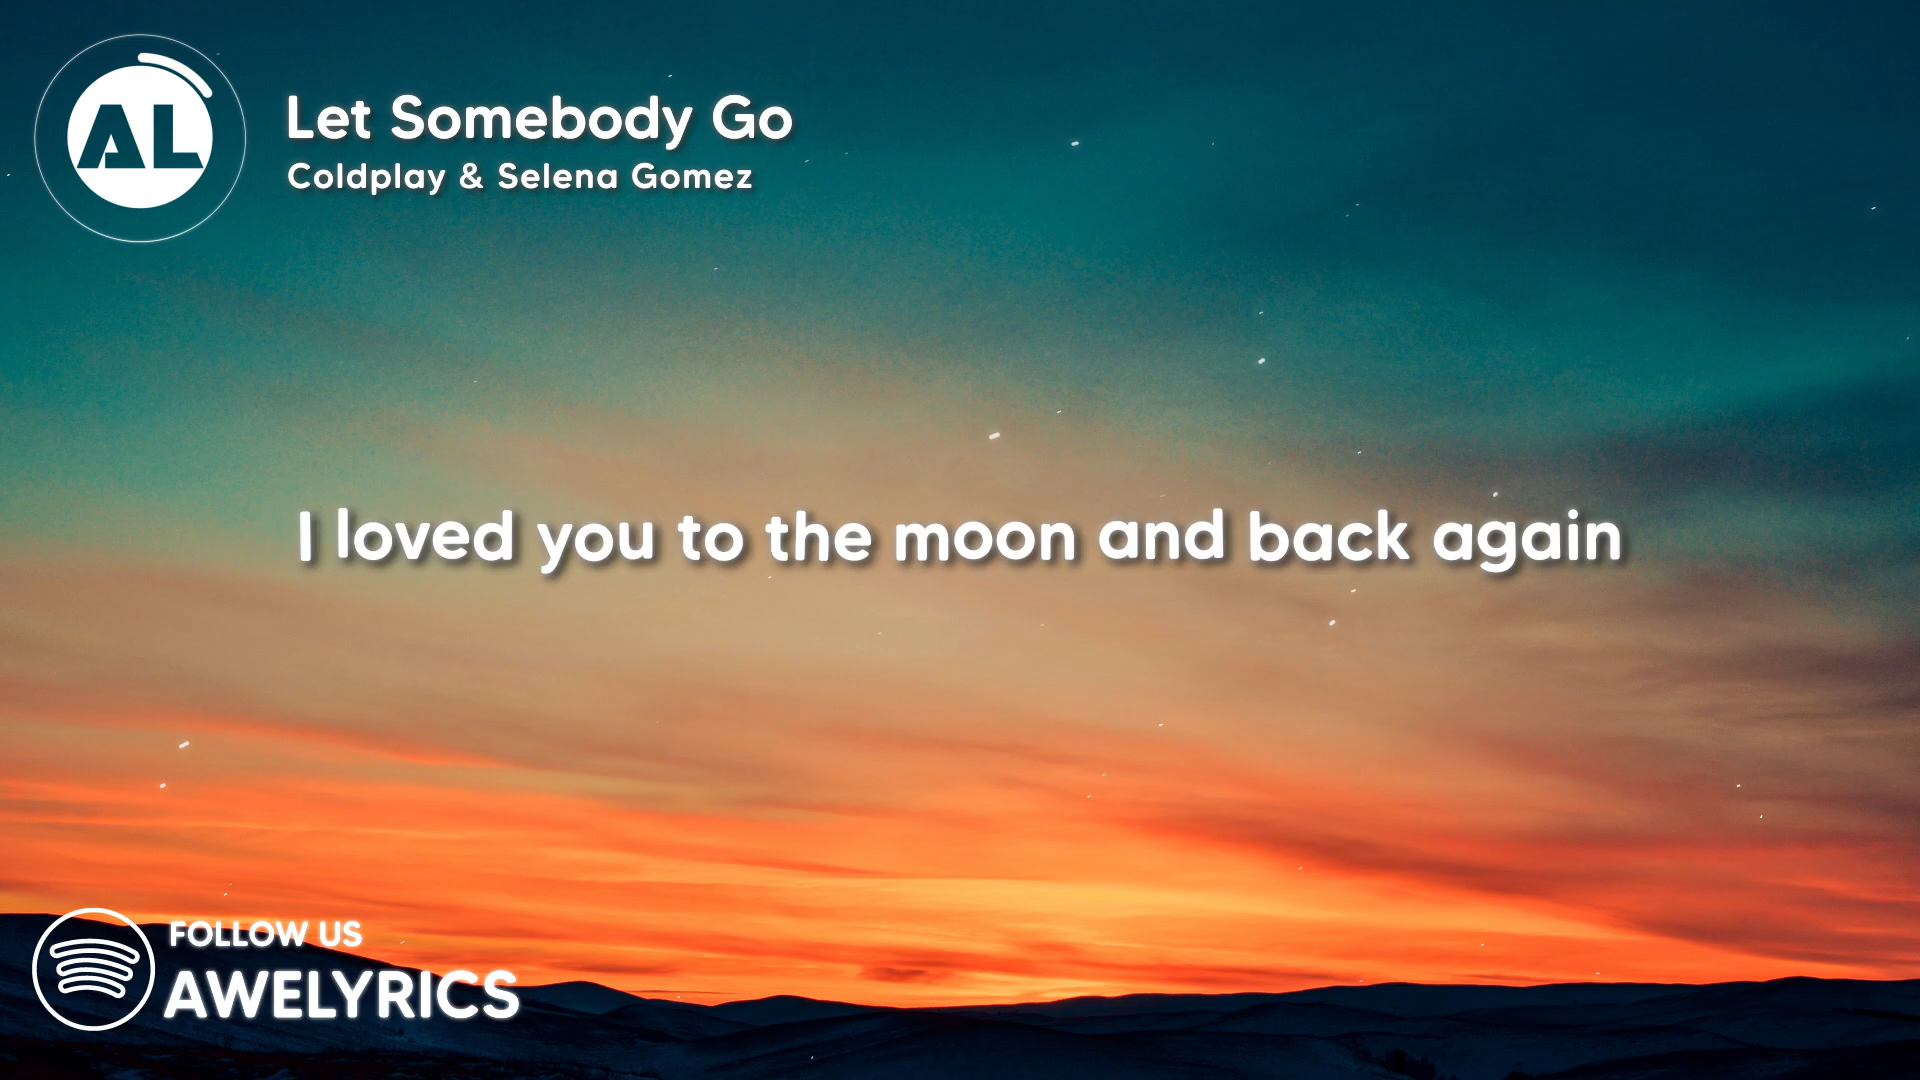 AL
Let Somebody Go
Coldplay & Selena Gomez
I loved you to the moon and back again
FOLLOW US
AWELYRICS